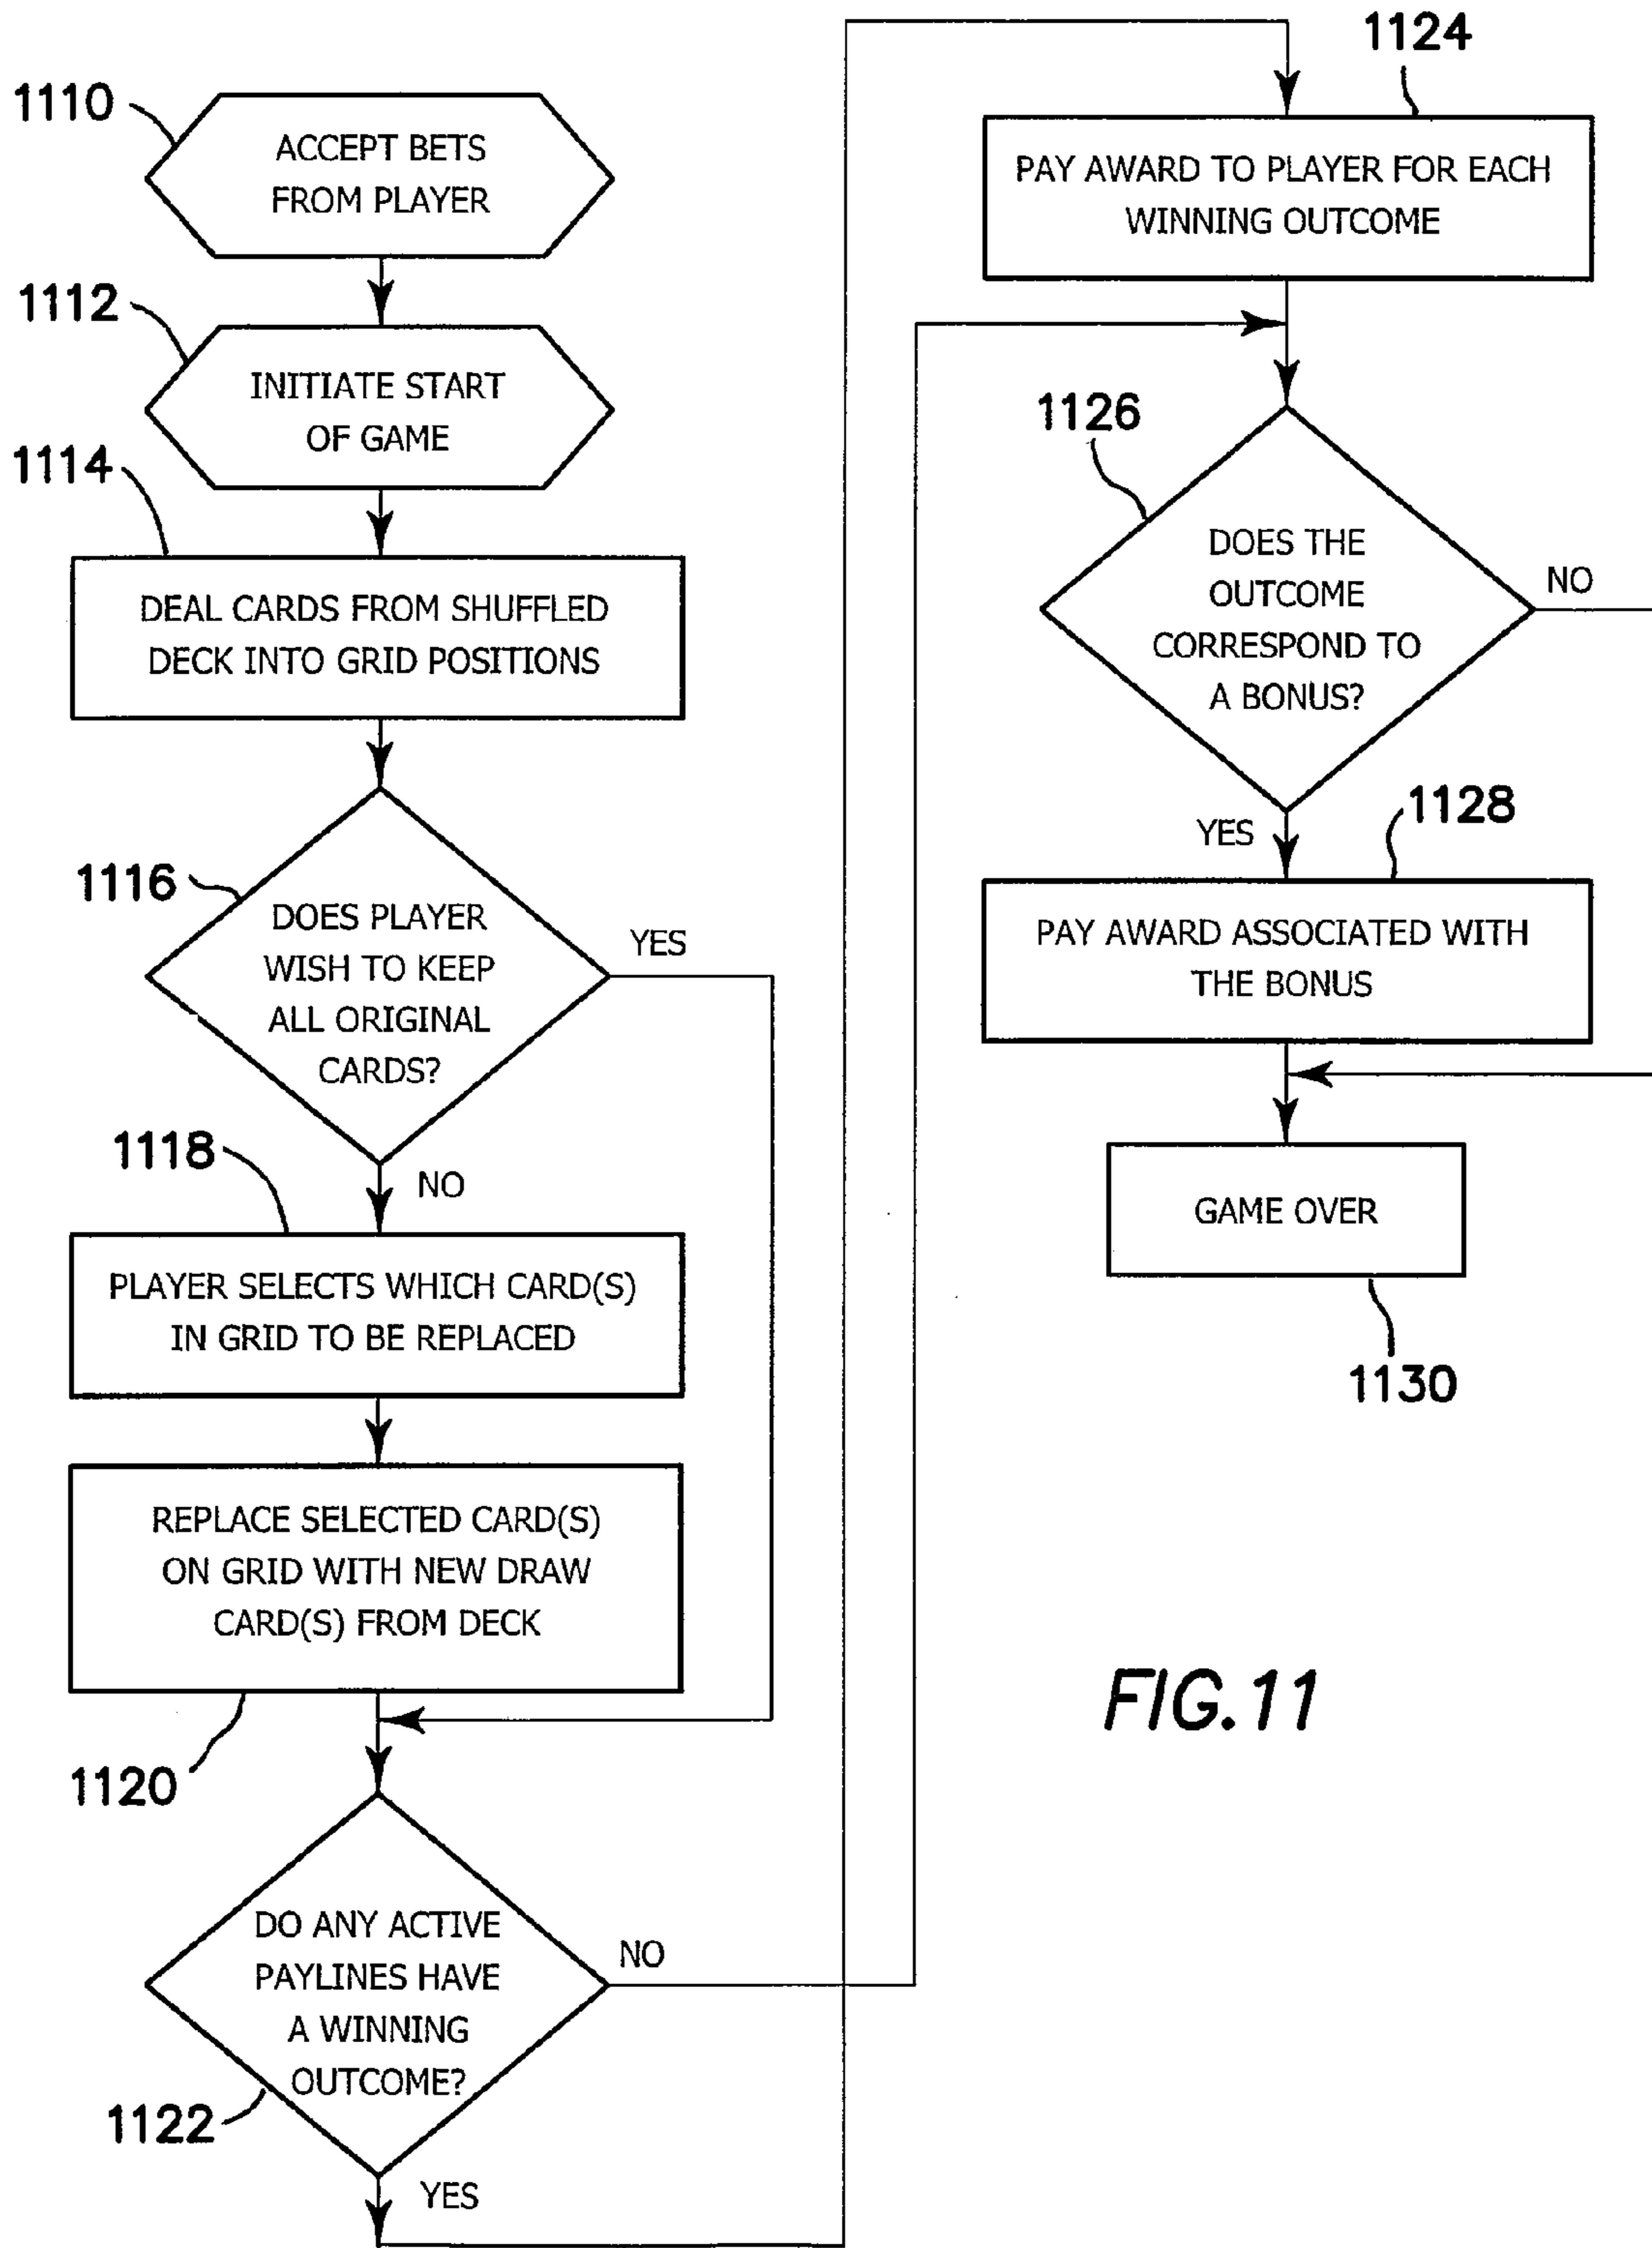 1110
ACCEPT BETS
FROM PLAYER
1112
INITIATE START
OF GAME
1114
DEAL CARDS FROM SHUFFLED
DECK INTO GRID POSITIONS
1116
DOES PLAYER
WISH TO KEEP
ALL ORIGINAL
CARDS?
YES
NO
1118
PLAYER SELECTS WHICH CARD(S)
IN GRID TO BE REPLACED
REPLACE SELECTED CARD(S)
ON GRID WITH NEW DRAW
CARD(S) FROM DECK
1120
DO ANY ACTIVE
PAYLINES HAVE
A WINNING
OUTCOME?
NO
1122
YES
1124
PAY AWARD TO PLAYER FOR EACH
WINNING OUTCOME
1126
DOES THE
OUTCOME
CORRESPOND TO
A BONUS?
NO
YES
1128
PAY AWARD ASSOCIATED WITH
THE BONUS
GAME OVER
1130
FIG.11